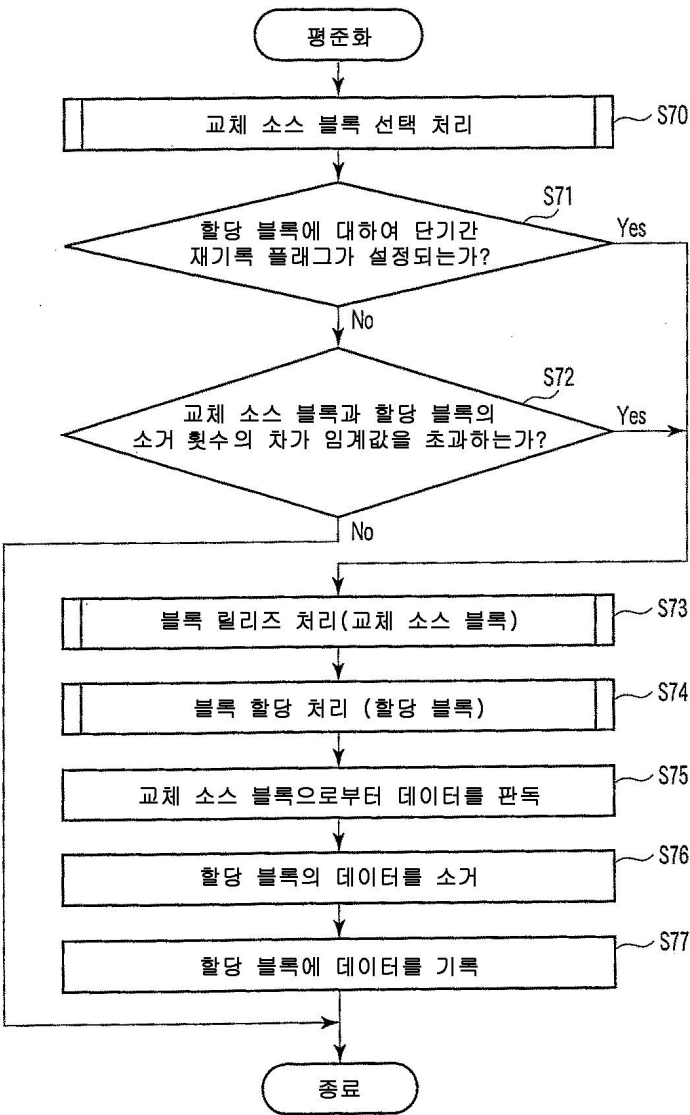 평준화
교체 소스 블록 선택 처리
S70
S71
할당 블록에 대하여 단기간
재기록 플래그가 설정되는가?
Yes
No
S72
교체 소스 블록과 할당 블록의
소거 횟수의 차가 임계값을 초과하는가?
Yes
No
블록 릴리즈 처리(교체 소스 블록)
S73
블록 할당 처리 (할당 블록)
S74
교체 소스 블록으로부터 데이터를 판독
S75
할당 블록의 데이터를 소거
S76
할당 블록에 데이터를 기록
S77
종료